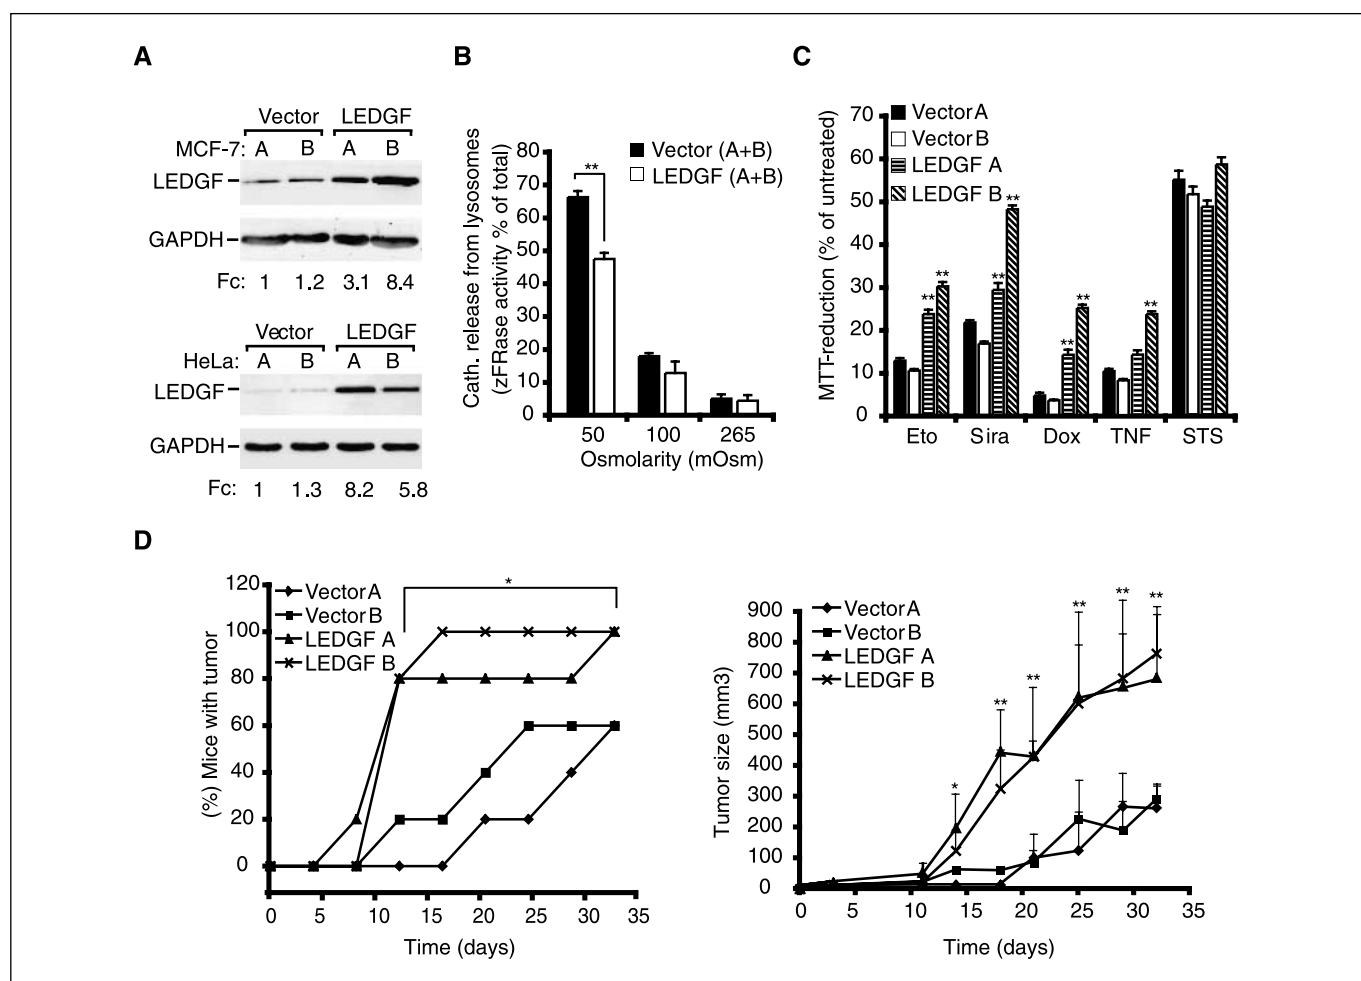 A
Vector LEDGF
MCF-7: A B A B
LEDGF
GAPDH
Fc: 1 1.2 3.1 8.4
Vector LEDGF
HeLa: A B A B
LEDGF
GAPDH
Fc: 1 1.3 8.2 5.8
B
Cath. release from lysosomes
(zFRase activity % of total)
80
70
60
50
40
30
20
10
0
**
Vector (A+B)
LEDGF (A+B)
50 100 265
Osmolarity (mOsm)
C
MTT-reduction (% of untreated)
70
60
50
40
30
20
10
0
Vector A
Vector B
LEDGF A
LEDGF B
** ** ** ** ** ** **
Eto Sira Dox TNF STS
D
(%) Mice with tumor
120
100
80
60
40
20
0
Vector A
Vector B
LEDGF A
LEDGF B
*
0 5 10 15 20 25 30 35
Time (days)
Tumor size (mm3)
900
800
700
600
500
400
300
200
100
0
Vector A
Vector B
LEDGF A
LEDGF B
* ** ** ** ** **
0 5 10 15 20 25 30 35
Time (days)